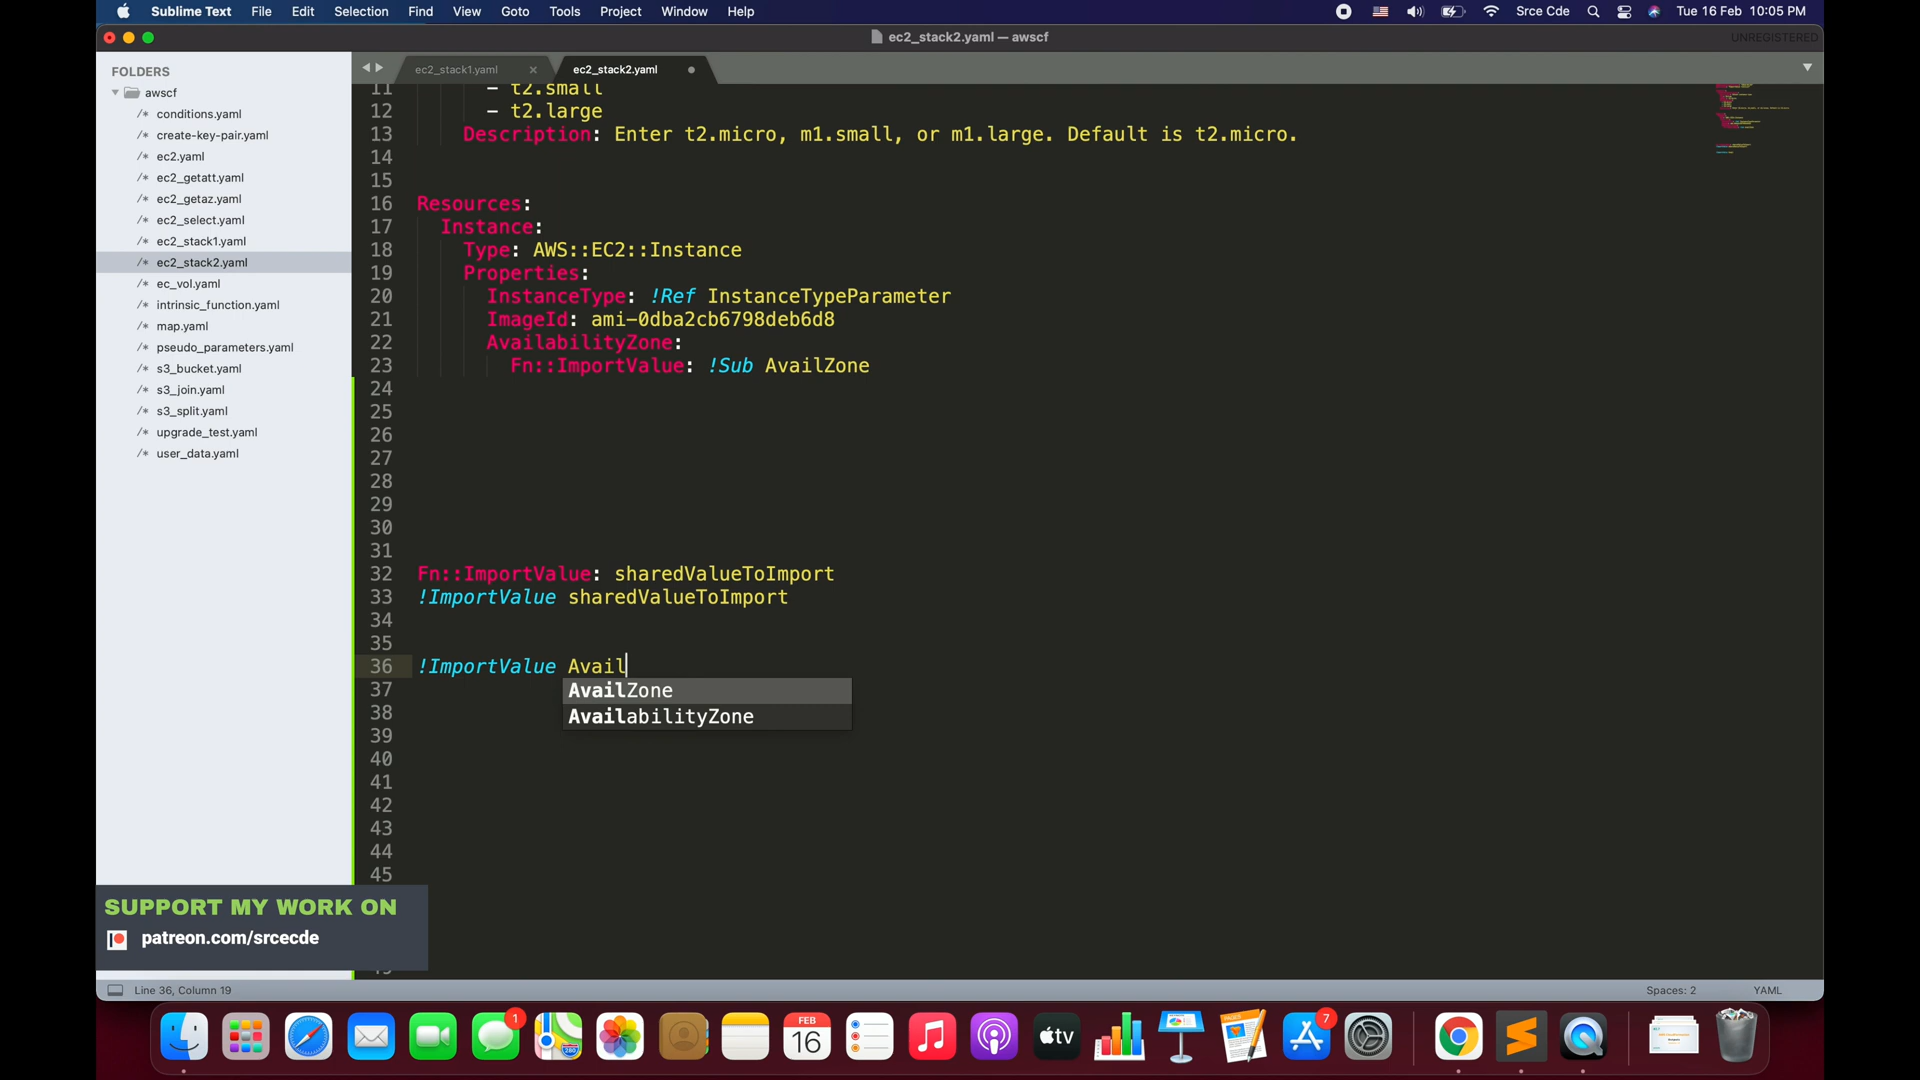 Sublime Text File Edit Selection Find View Goto Tools Project Window Help Srce Cde Tue 16 Feb 10:05 PM
ec2_stack2.yaml — awscf UNREGISTERED
FOLDERS
awscf
/* conditions.yaml
/* create-key-pair.yaml
/* ec2.yaml
/* ec2_getatt.yaml
/* ec2_getaz.yaml
/* ec2_select.yaml
/* ec2_stack1.yaml
/* ec2_stack2.yaml
/* ec_vol.yaml
/* intrinsic_function.yaml
/* map.yaml
/* pseudo_parameters.yaml
/* s3_bucket.yaml
/* s3_join.yaml
/* s3_split.yaml
/* upgrade_test.yaml
/* user_data.yaml
ec2_stack1.yaml ec2_stack2.yaml
11 - t2.small
12 - t2.large
13 Description: Enter t2.micro, m1.small, or m1.large. Default is t2.micro.
14
15
16 Resources:
17 Instance:
18 Type: AWS::EC2::Instance
19 Properties:
20 InstanceType: !Ref InstanceTypeParameter
21 ImageId: ami-0dba2cb6798deb6d8
22 AvailabilityZone:
23 Fn::ImportValue: !Sub AvailZone
24
25
26
27
28
29
30
31
32 Fn::ImportValue: sharedValueToImport
33 !ImportValue sharedValueToImport
34
35
36 !ImportValue Avail
37 AvailZone
38 AvailabilityZone
39
40
41
42
43
44
45
SUPPORT MY WORK ON
patreon.com/srcecde
Line 36, Column 19 Spaces: 2 YAML
1
280
FEB
16
tv
7